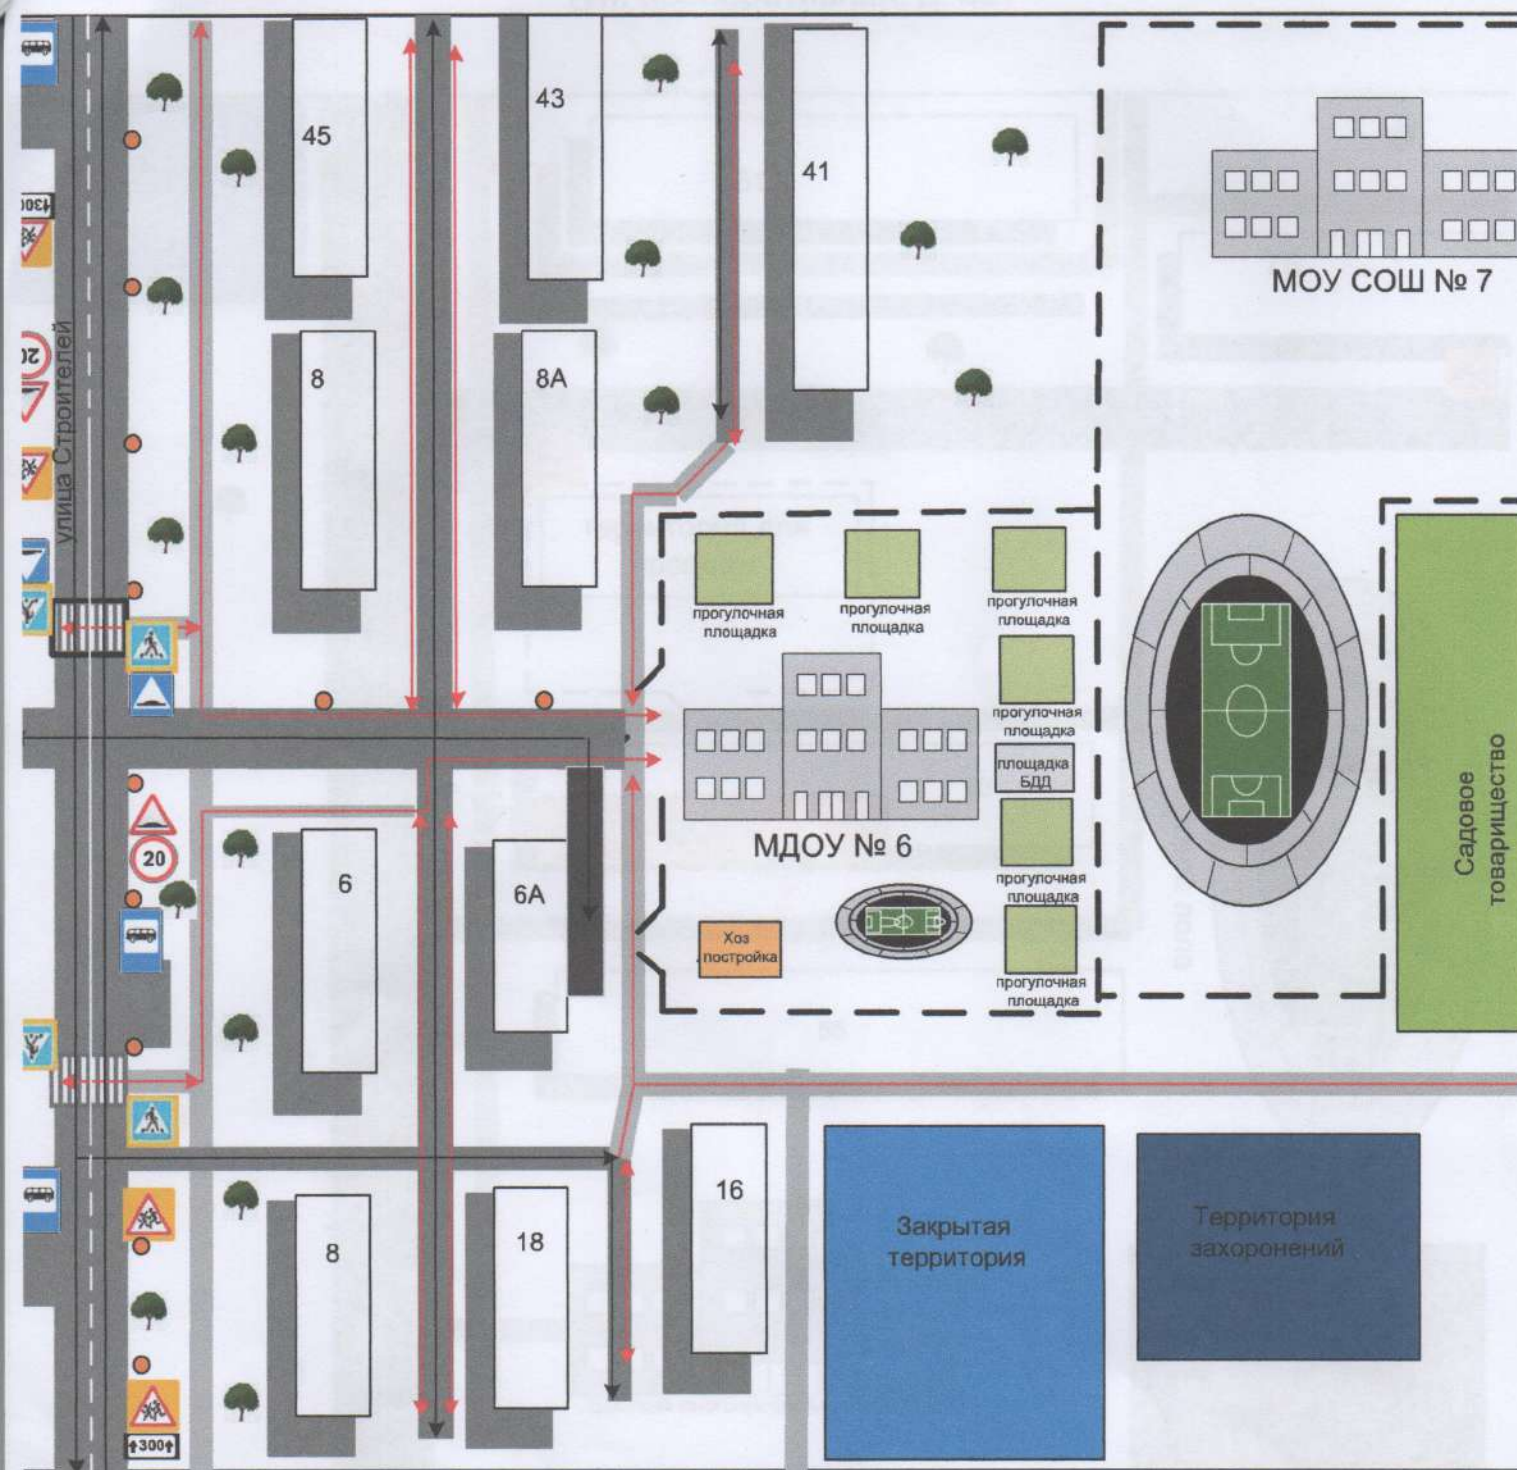 45
43
41
МОУ СОШ № 7
↑300↑
20
улица Строителей
8
8А
прогулочная
площадка
прогулочная
площадка
прогулочная
площадка
прогулочная
площадка
площадка
БДД
МДОУ № 6
прогулочная
площадка
прогулочная
площадка
Хоз
постройка
Садовое
товарищество
20
6
6А
16
18
8
Закрытая
территория
Территория
захоронений
↑300↑